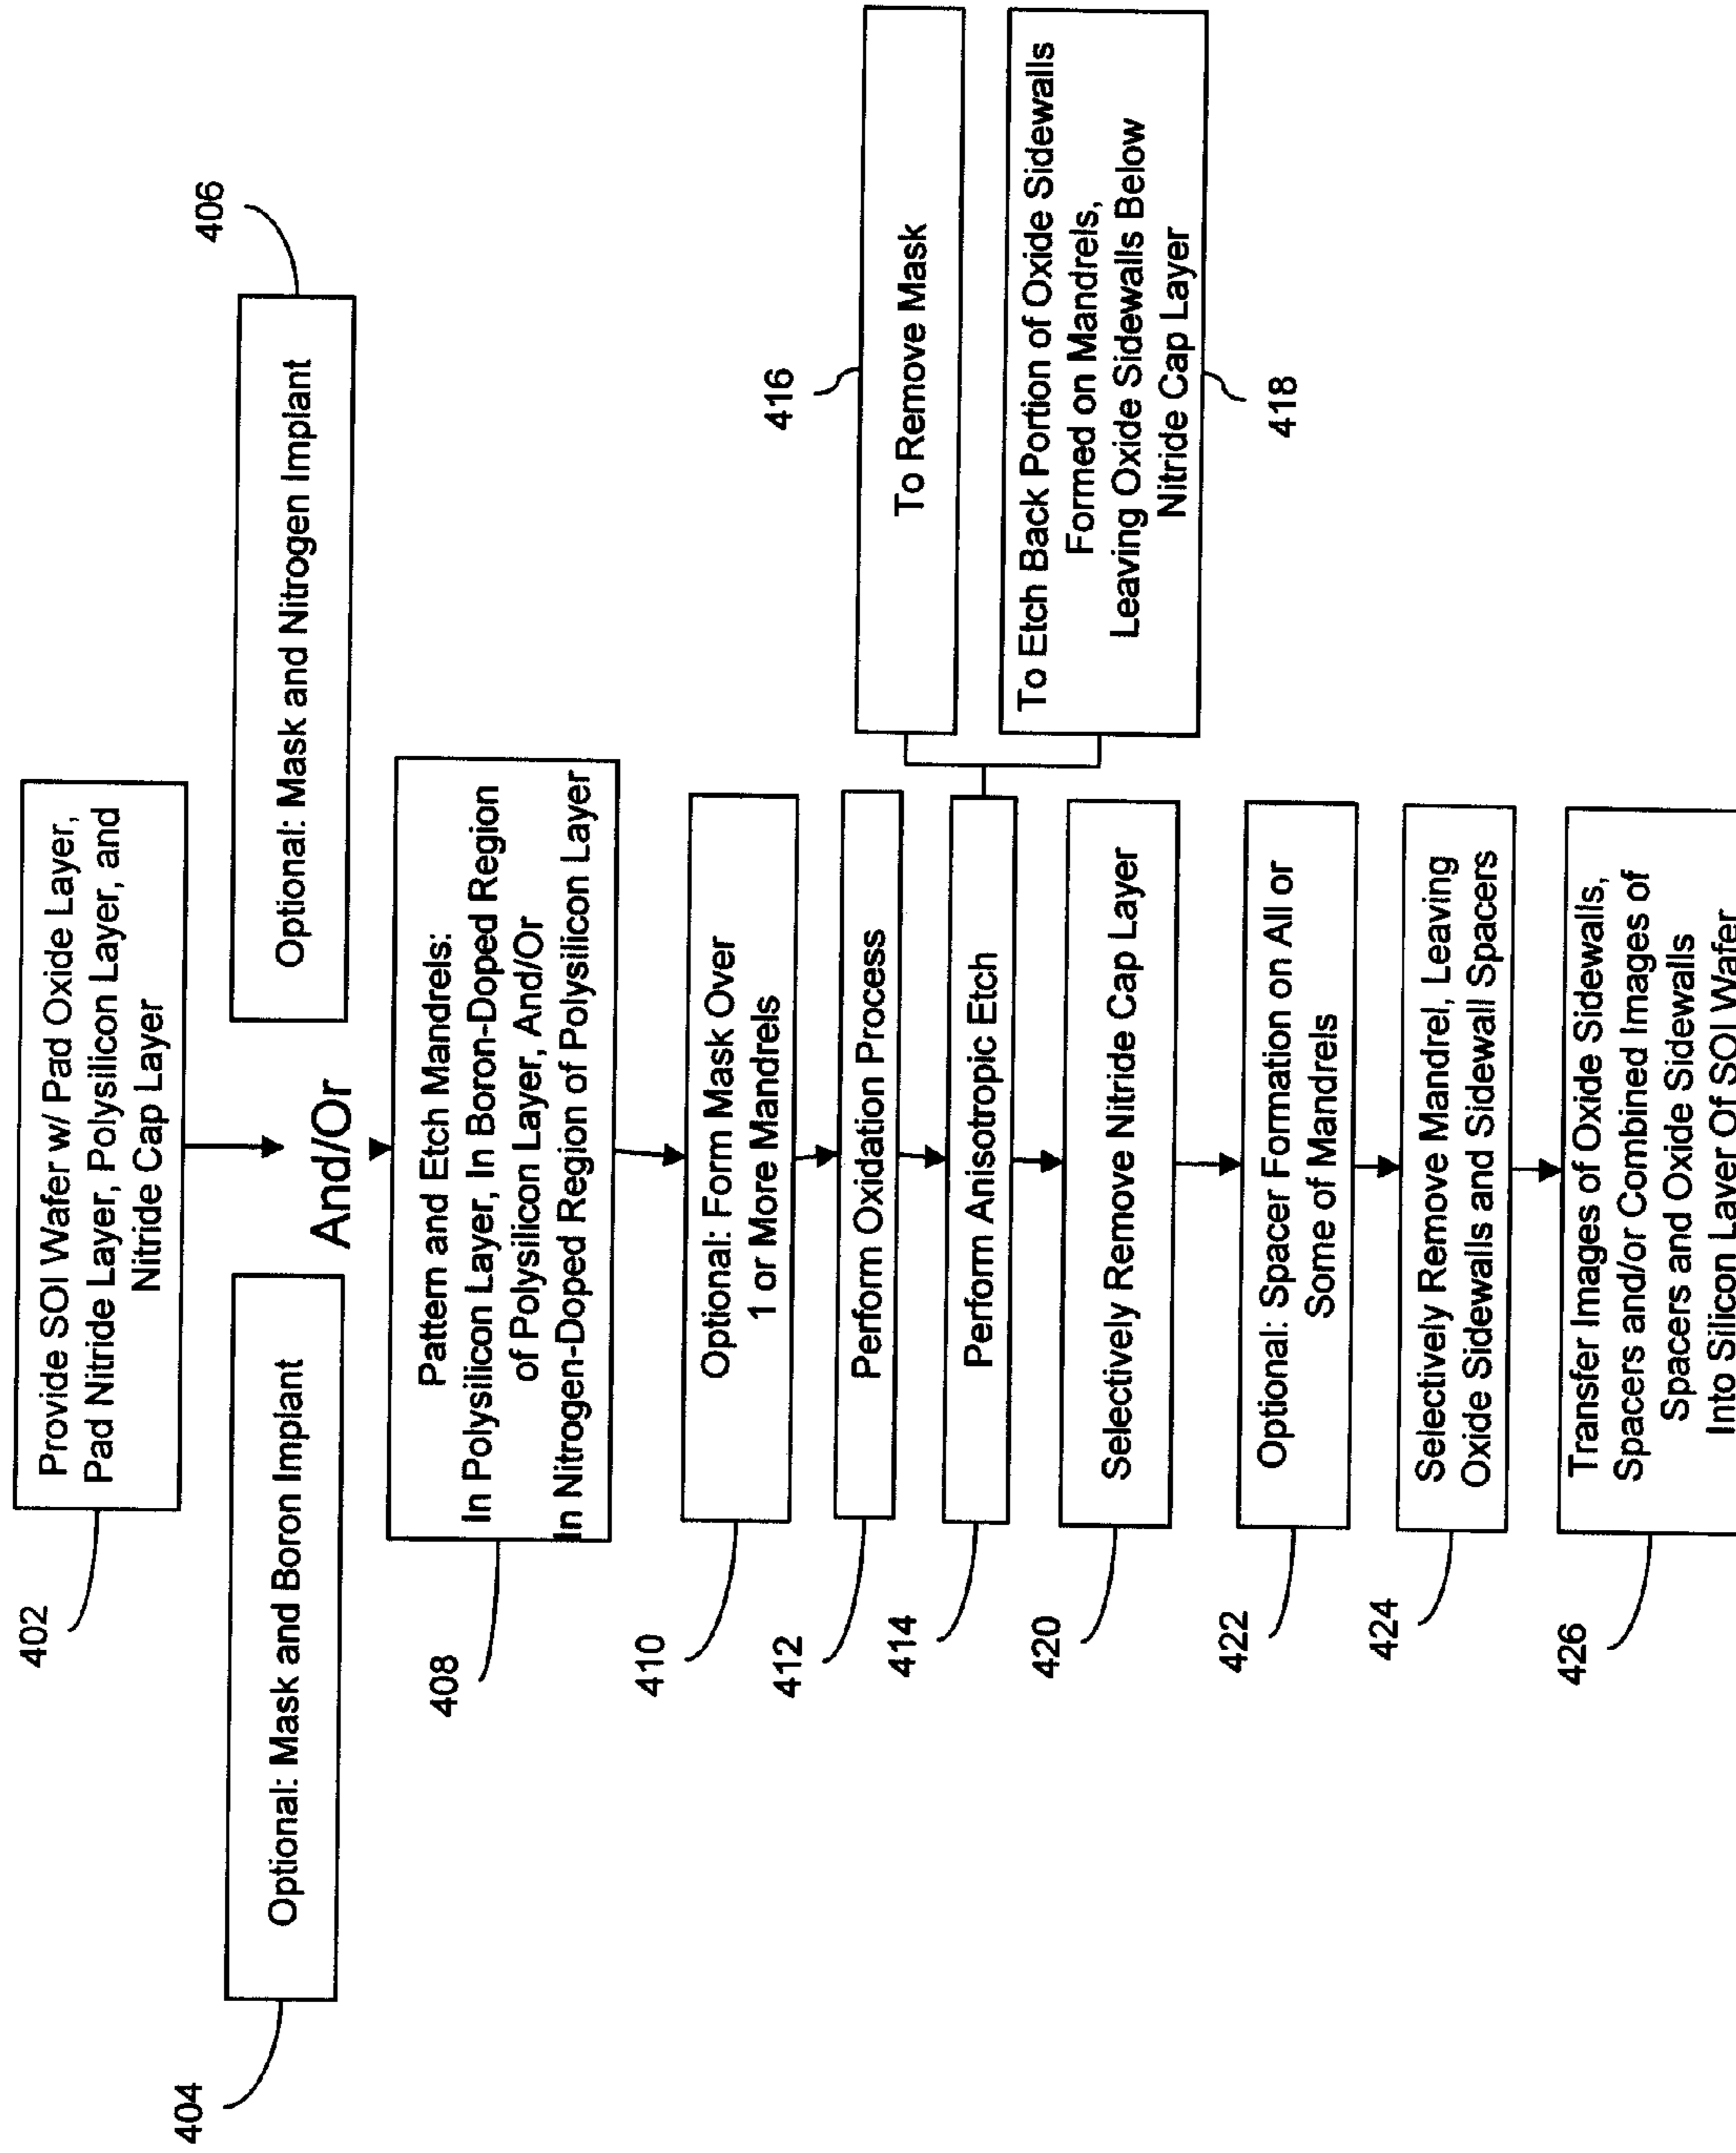 402
Provide SOI Wafer w/ Pad Oxide Layer,
Pad Nitride Layer, Polysilicon Layer, and
Nitride Cap Layer
404
Optional: Mask and Boron Implant
And/Or
406
Optional: Mask and Nitrogen Implant
408
Pattern and Etch Mandrels:
In Polysilicon Layer, In Boron-Doped Region
of Polysilicon Layer, And/Or
In Nitrogen-Doped Region of Polysilicon Layer
410
Optional: Form Mask Over
1 or More Mandrels
412
Perform Oxidation Process
414
Perform Anisotropic Etch
416
To Remove Mask
To Etch Back Portion of Oxide Sidewalls
Formed on Mandrels,
Leaving Oxide Sidewalls Below
Nitride Cap Layer
418
420
Selectively Remove Nitride Cap Layer
422
Optional: Spacer Formation on All or
Some of Mandrels
424
Selectively Remove Mandrel, Leaving
Oxide Sidewalls and Sidewall Spacers
426
Transfer Images of Oxide Sidewalls,
Spacers and/or Combined Images of
Spacers and Oxide Sidewalls
Into Silicon Layer Of SOI Wafer